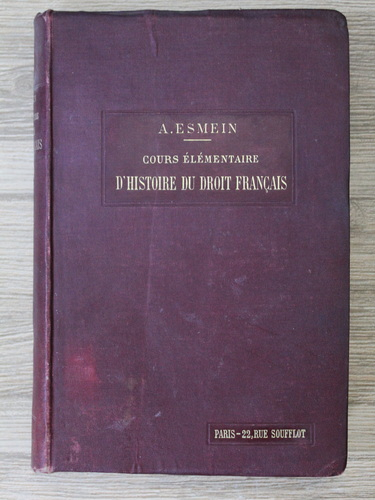 A. ESMEIN
COURS ÉLÉMENTAIRE
D'HISTOIRE DU DROIT FRANÇAIS
PARIS-22, RUE SOUFFLOT